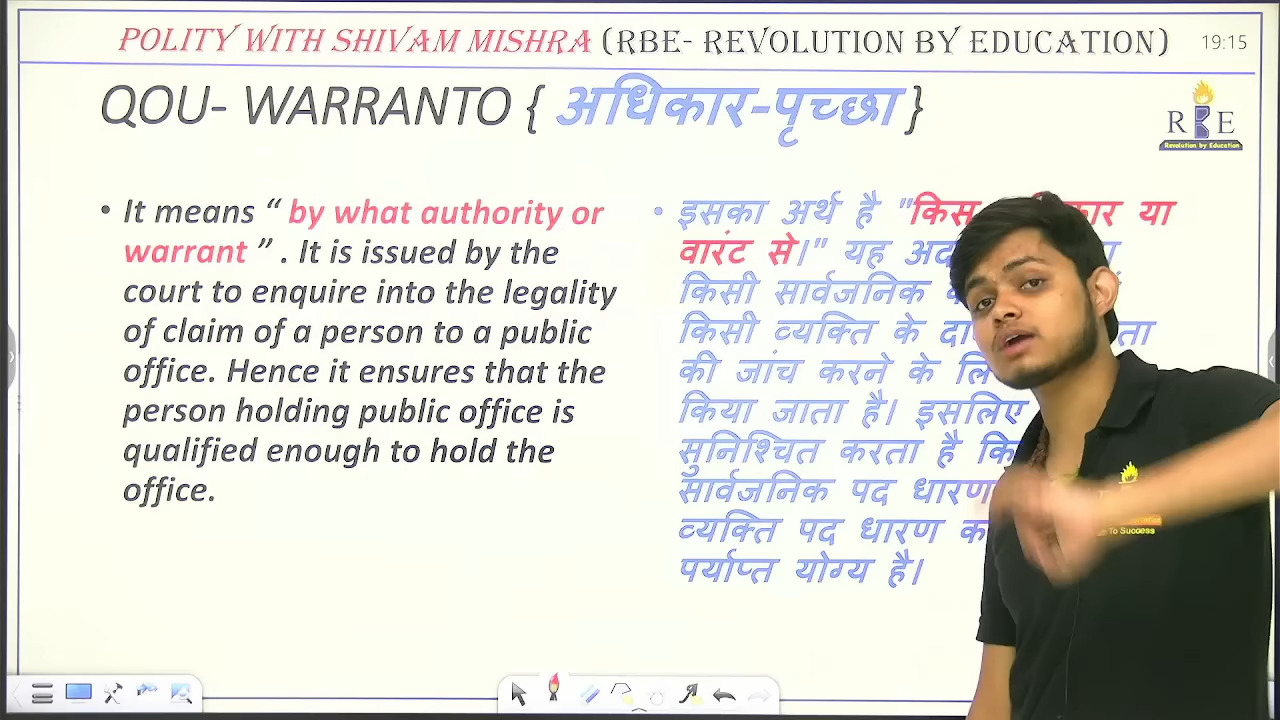 POLITY WITH SHIVAM MISHRA (RBE- REVOLUTION BY EDUCATION)
19:15
QOU- WARRANTO { अधिकार-पृच्छा }
R E
Revolution by Education
• It means “ by what authority or
warrant ” . It is issued by the
court to enquire into the legality
of claim of a person to a public
office. Hence it ensures that the
person holding public office is
qualified enough to hold the
office.
• इसका अर्थ है "किस या
वारंट से।" यह
किसी सार्वजनिक
किसी व्यक्ति के
की जांच करने के
किया जाता है। इसलिए
सुनिश्चित करता है
सार्वजनिक पद
व्यक्ति पद धारण
पर्याप्त योग्य है।
To Success